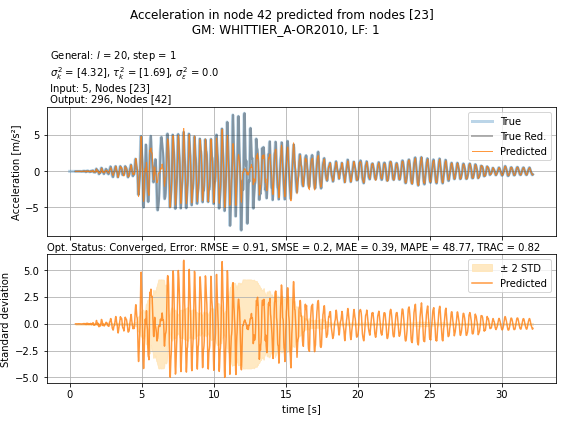 Acceleration in node 42 predicted from nodes [23]
GM: WHITTIER_A-OR2010, LF: 1
General: l = 20, step = 1
σ²ₖ = [4.32], τ²ₖ = [1.69], σ²ε = 0.0
Input: 5, Nodes [23]
Output: 296, Nodes [42]
Acceleration [m/s²]
5
0
−5
True
True Red.
Predicted
Opt. Status: Converged, Error: RMSE = 0.91, SMSE = 0.2, MAE = 0.39, MAPE = 48.77, TRAC = 0.82
Standard deviation
5.0
2.5
0.0
−2.5
−5.0
± 2 STD
Predicted
0 5 10 15 20 25 30
time [s]